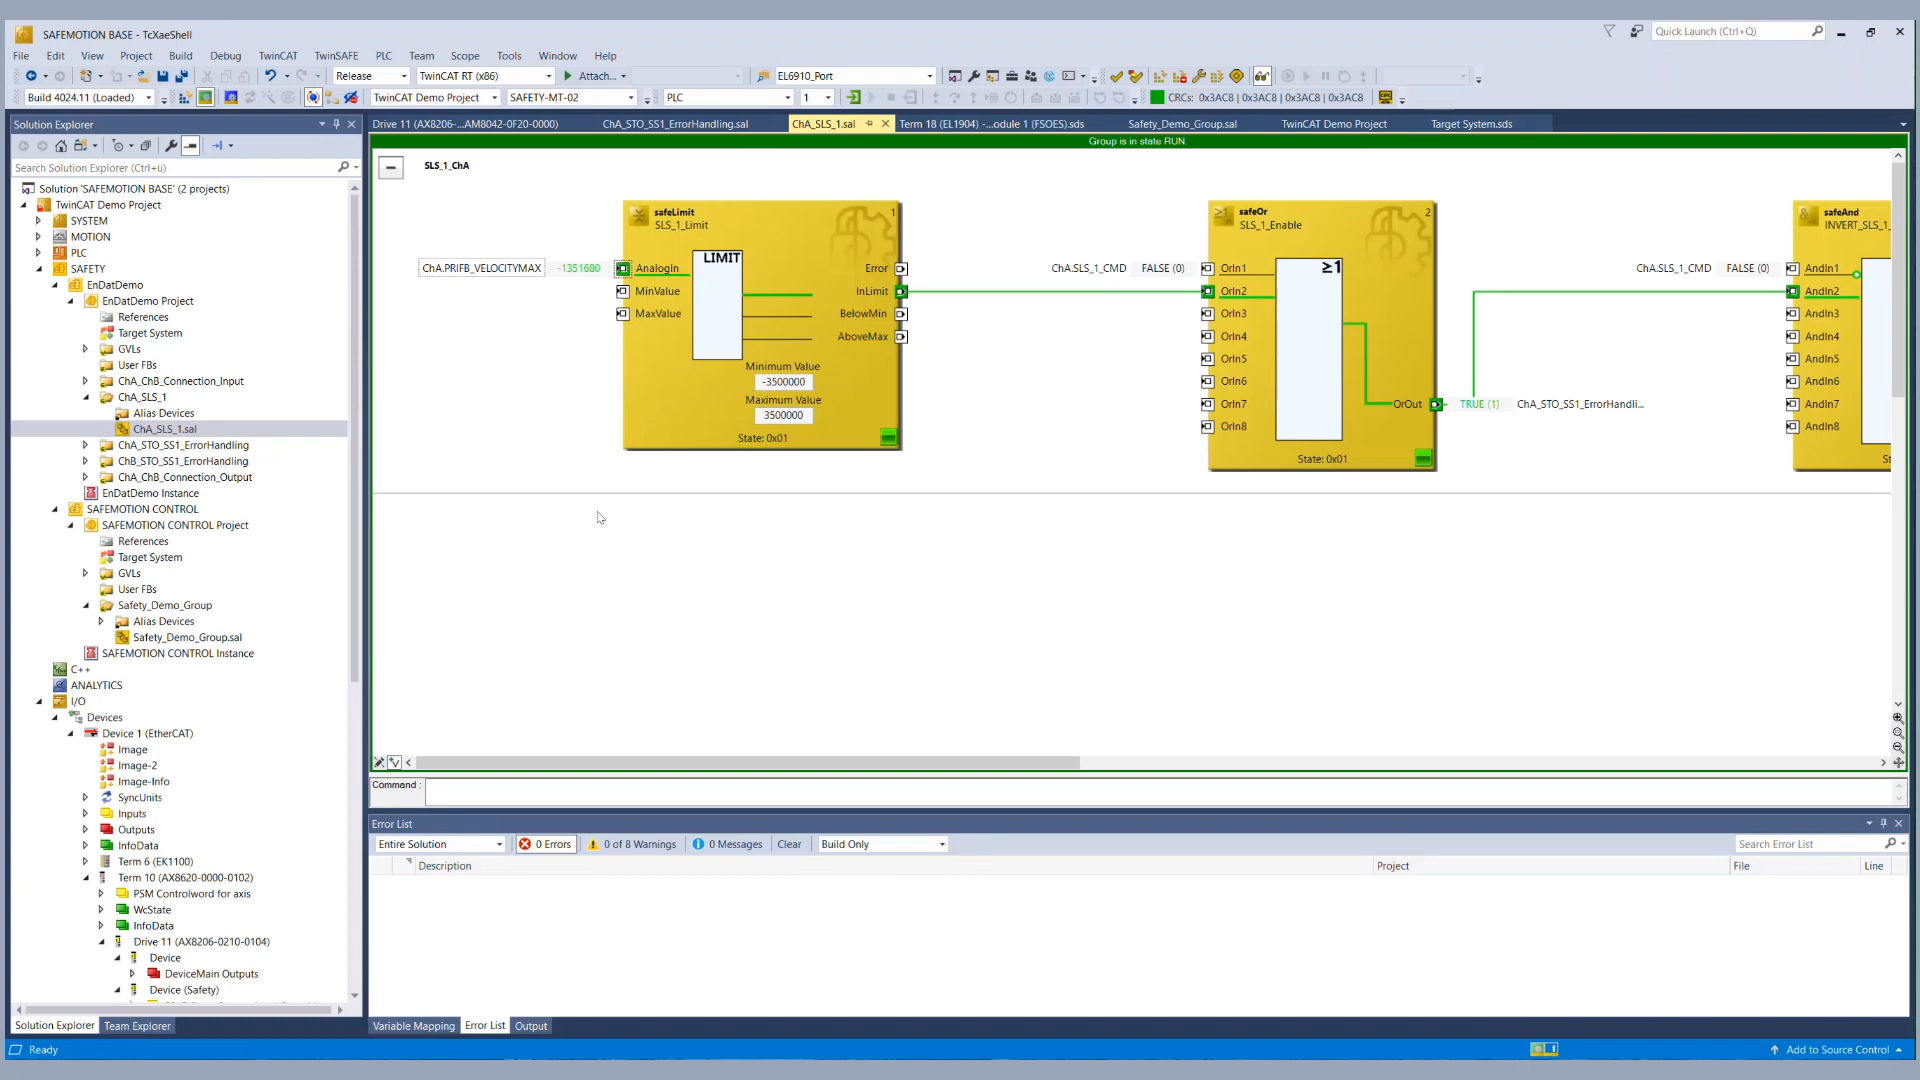 SAFEMOTION BASE - TcXaeShell
Quick Launch (Ctrl+Q)
File Edit View Project Build Debug TwinCAT TwinSAFE PLC Team Scope Tools Window Help
Release TwinCAT RT (x86) Attach... EL6910_Port
Build 4024.11 (Loaded) TwinCAT Demo Project SAFETY-MT-02 PLC 1 CRCs: 0x3AC8 | 0x3AC8 | 0x3AC8 | 0x3AC8
Solution Explorer
Search Solution Explorer (Ctrl+ü)
Solution 'SAFEMOTION BASE' (2 projects)
TwinCAT Demo Project
SYSTEM
MOTION
PLC
SAFETY
EnDatDemo
EnDatDemo Project
References
Target System
GVLs
User FBs
ChA_ChB_Connection_Input
ChA_SLS_1
Alias Devices
ChA_SLS_1.sal
ChA_STO_SS1_ErrorHandling
ChB_STO_SS1_ErrorHandling
ChA_ChB_Connection_Output
EnDatDemo Instance
SAFEMOTION CONTROL
SAFEMOTION CONTROL Project
References
Target System
GVLs
User FBs
Safety_Demo_Group
Alias Devices
Safety_Demo_Group.sal
SAFEMOTION CONTROL Instance
C++
ANALYTICS
I/O
Devices
Device 1 (EtherCAT)
Image
Image-2
Image-Info
SyncUnits
Inputs
Outputs
InfoData
Term 6 (EK1100)
Term 10 (AX8620-0000-0102)
PSM Controlword for axis
WcState
InfoData
Drive 11 (AX8206-0210-0104)
Device
DeviceMain Outputs
Device (Safety)
Solution Explorer Team Explorer
Drive 11 (AX8206-...AM8042-0F20-0000) ChA_STO_SS1_ErrorHandling.sal ChA_SLS_1.sal Term 18 (EL1904) -...odule 1 (FSOES).sds Safety_Demo_Group.sal TwinCAT Demo Project Target System.sds
Group is in state RUN
SLS_1_ChA
safeLimit 1
SLS_1_Limit
LIMIT
ChA.PRIFB_VELOCITYMAX -1351680 AnalogIn Error
MinValue InLimit
MaxValue BelowMin
AboveMax
Minimum Value
-3500000
Maximum Value
3500000
State: 0x01
safeOr 2
SLS_1_Enable
≥1
ChA.SLS_1_CMD FALSE (0) OrIn1
OrIn2
OrIn3
OrIn4
OrIn5
OrIn6
OrIn7 OrOut TRUE (1) ChA_STO_SS1_ErrorHandli...
OrIn8
State: 0x01
safeAnd
INVERT_SLS_1_
ChA.SLS_1_CMD FALSE (0) AndIn1
AndIn2
AndIn3
AndIn4
AndIn5
AndIn6
AndIn7
AndIn8
St
Command :
Error List
Entire Solution 0 Errors 0 of 8 Warnings 0 Messages Clear Build Only Search Error List
Description Project File Line
Variable Mapping Error List Output
Ready 1 Add to Source Control